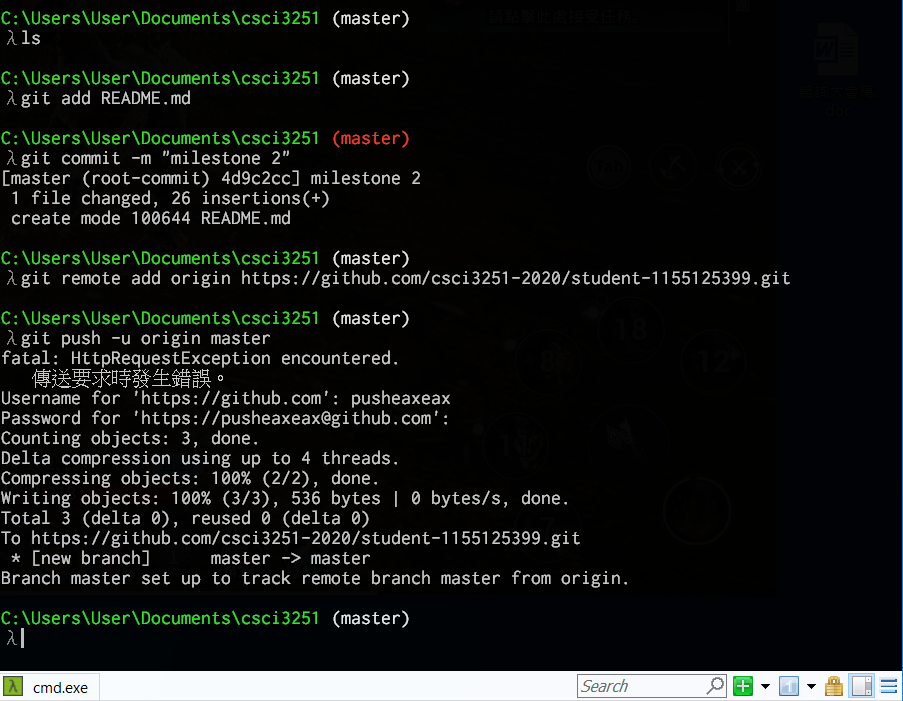 C:\Users\User\Documents\csci3251 (master)
λ ls
C:\Users\User\Documents\csci3251 (master)
λ git add README.md
C:\Users\User\Documents\csci3251 (master)
λ git commit -m "milestone 2"
[master (root-commit) 4d9c2cc] milestone 2
1 file changed, 26 insertions(+)
create mode 100644 README.md
C:\Users\User\Documents\csci3251 (master)
λ git remote add origin https://github.com/csci3251-2020/student-1155125399.git
C:\Users\User\Documents\csci3251 (master)
λ git push -u origin master
fatal: HttpRequestException encountered.
傳送要求時發生錯誤。
Username for 'https://github.com': pusheaxeax
Password for 'https://pusheaxeax@github.com':
Counting objects: 3, done.
Delta compression using up to 4 threads.
Compressing objects: 100% (2/2), done.
Writing objects: 100% (3/3), 536 bytes | 0 bytes/s, done.
Total 3 (delta 0), reused 0 (delta 0)
To https://github.com/csci3251-2020/student-1155125399.git
* [new branch] master -> master
Branch master set up to track remote branch master from origin.
C:\Users\User\Documents\csci3251 (master)
λ
λ cmd.exe
Search